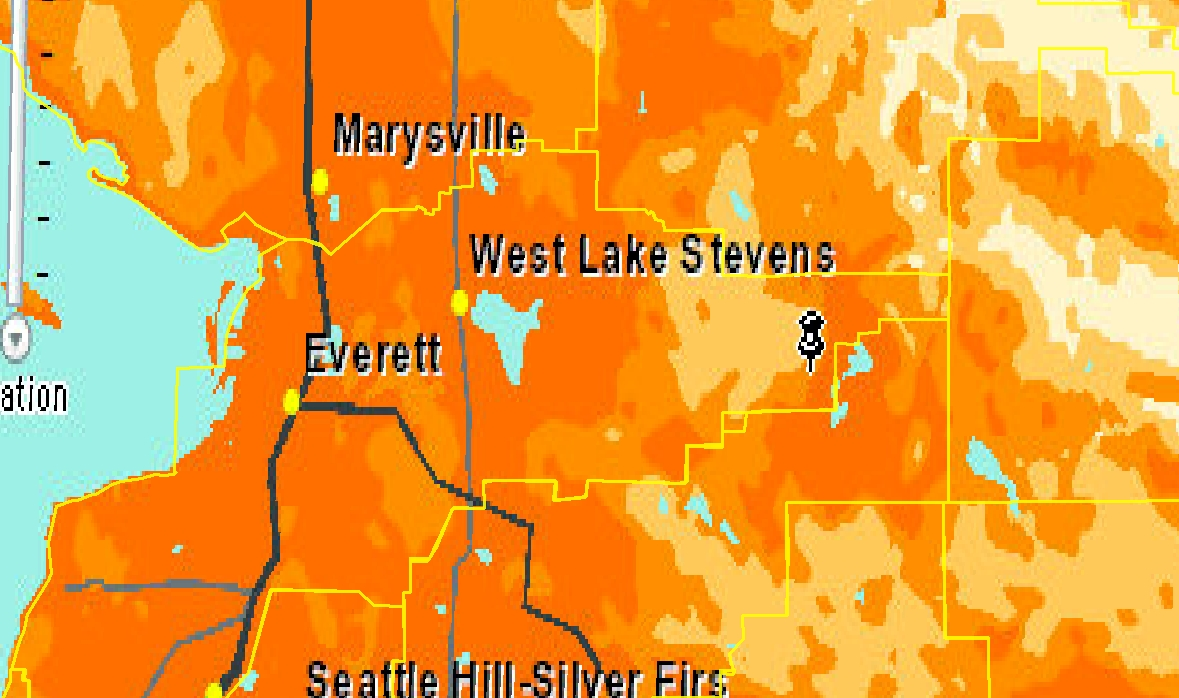 Marysville
West Lake Stevens
Everett
ation
Seattle Hill-Silver Firs